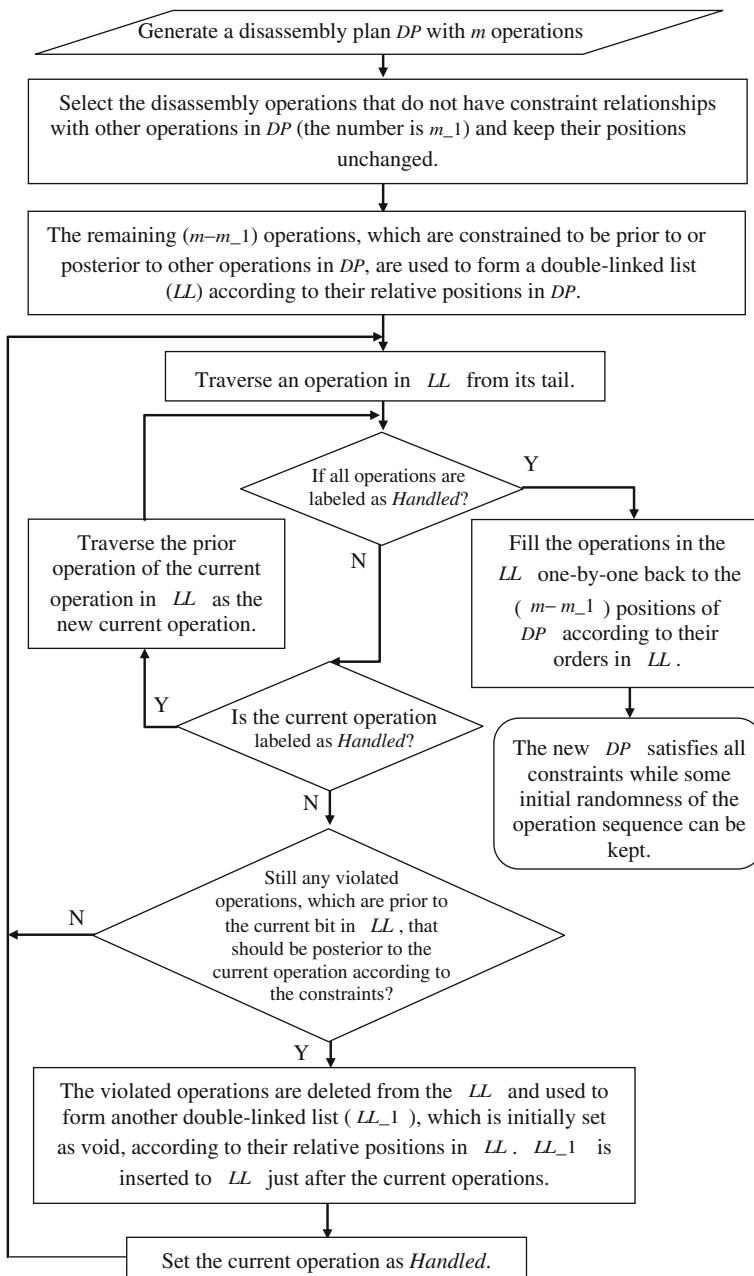 Generate a disassembly plan DP with m operations
Select the disassembly operations that do not have constraint relationships
with other operations in DP (the number is m_1) and keep their positions
unchanged.
The remaining (m–m_1) operations, which are constrained to be prior to or
posterior to other operations in DP, are used to form a double-linked list
(LL) according to their relative positions in DP.
Traverse an operation in LL from its tail.
If all operations are
labeled as Handled?
Y
N
Traverse the prior
operation of the current
operation in LL as the
new current operation.
Fill the operations in the
LL one-by-one back to the
( m– m_1 ) positions of
DP according to their
orders in LL .
Y
Is the current operation
labeled as Handled?
N
The new DP satisfies all
constraints while some
initial randomness of the
operation sequence can be
kept.
Still any violated
operations, which are prior to
the current bit in LL , that
should be posterior to the
current operation according to
the constraints?
N
Y
The violated operations are deleted from the LL and used to
form another double-linked list ( LL_1 ), which is initially set
as void, according to their relative positions in LL . LL_1 is
inserted to LL just after the current operations.
Set the current operation as Handled.